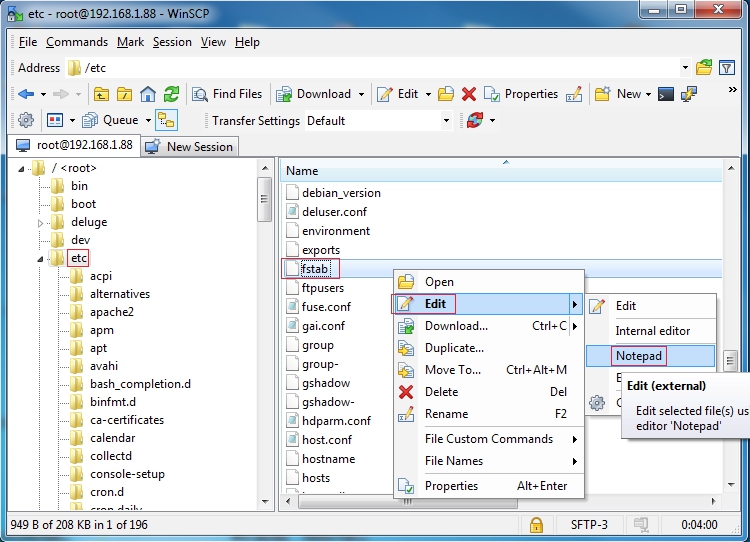 etc - root@192.168.1.88 - WinSCP
File Commands Mark Session View Help
Address /etc
Find Files Download Edit Properties New
Queue Transfer Settings Default
root@192.168.1.88 New Session
/ <root>
bin
boot
deluge
dev
etc
acpi
alternatives
apache2
apm
apt
avahi
bash_completion.d
binfmt.d
ca-certificates
calendar
collectd
console-setup
cron.d
cron.daily
Name
debian_version
deluser.conf
environment
exports
fstab
ftpusers
fuse.conf
gai.conf
group
group-
gshadow
gshadow-
hdparm.conf
host.conf
hostname
hosts
Open
Edit
Download... Ctrl+C
Duplicate...
Move To... Ctrl+Alt+M
Delete Del
Rename F2
File Custom Commands
File Names
Properties Alt+Enter
Edit
Internal editor
Notepad
Edit (external)
Edit selected file(s) us
editor 'Notepad'
949 B of 208 KB in 1 of 196 SFTP-3 0:04:00